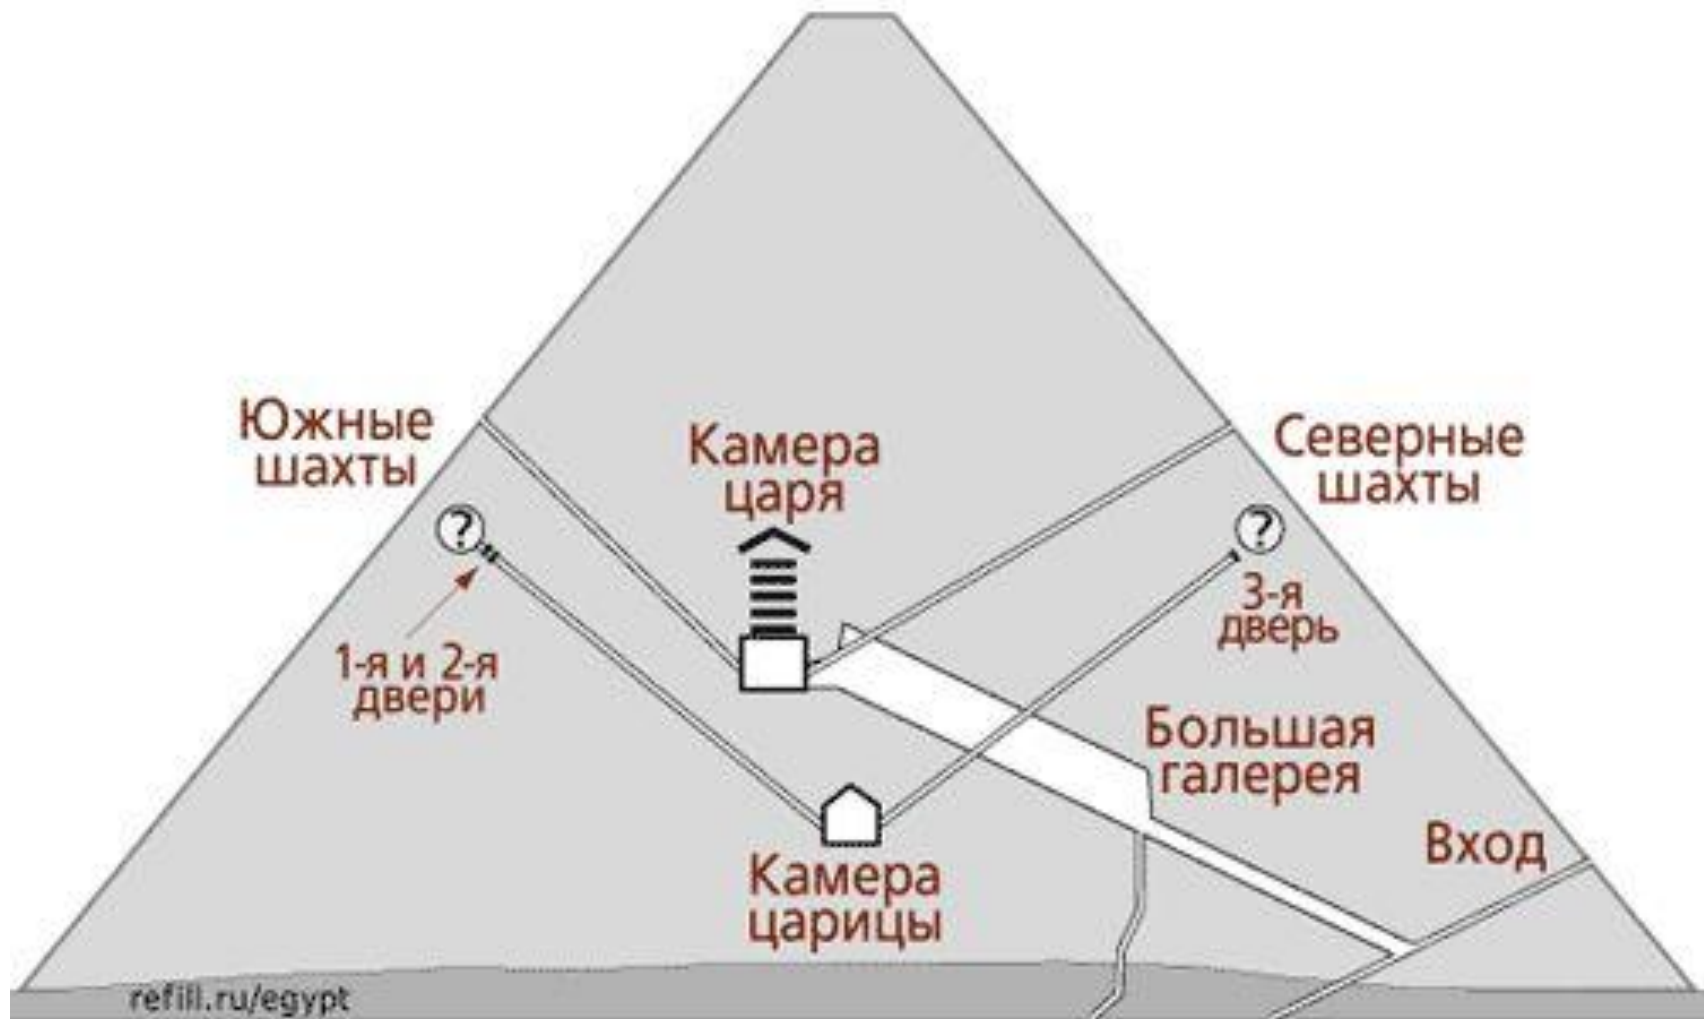 Южные
шахты
Камера
царя
Северные
шахты
?
?
3-я
дверь
1-я и 2-я
двери
Большая
галерея
Вход
Камера
царицы
refill.ru/egypt